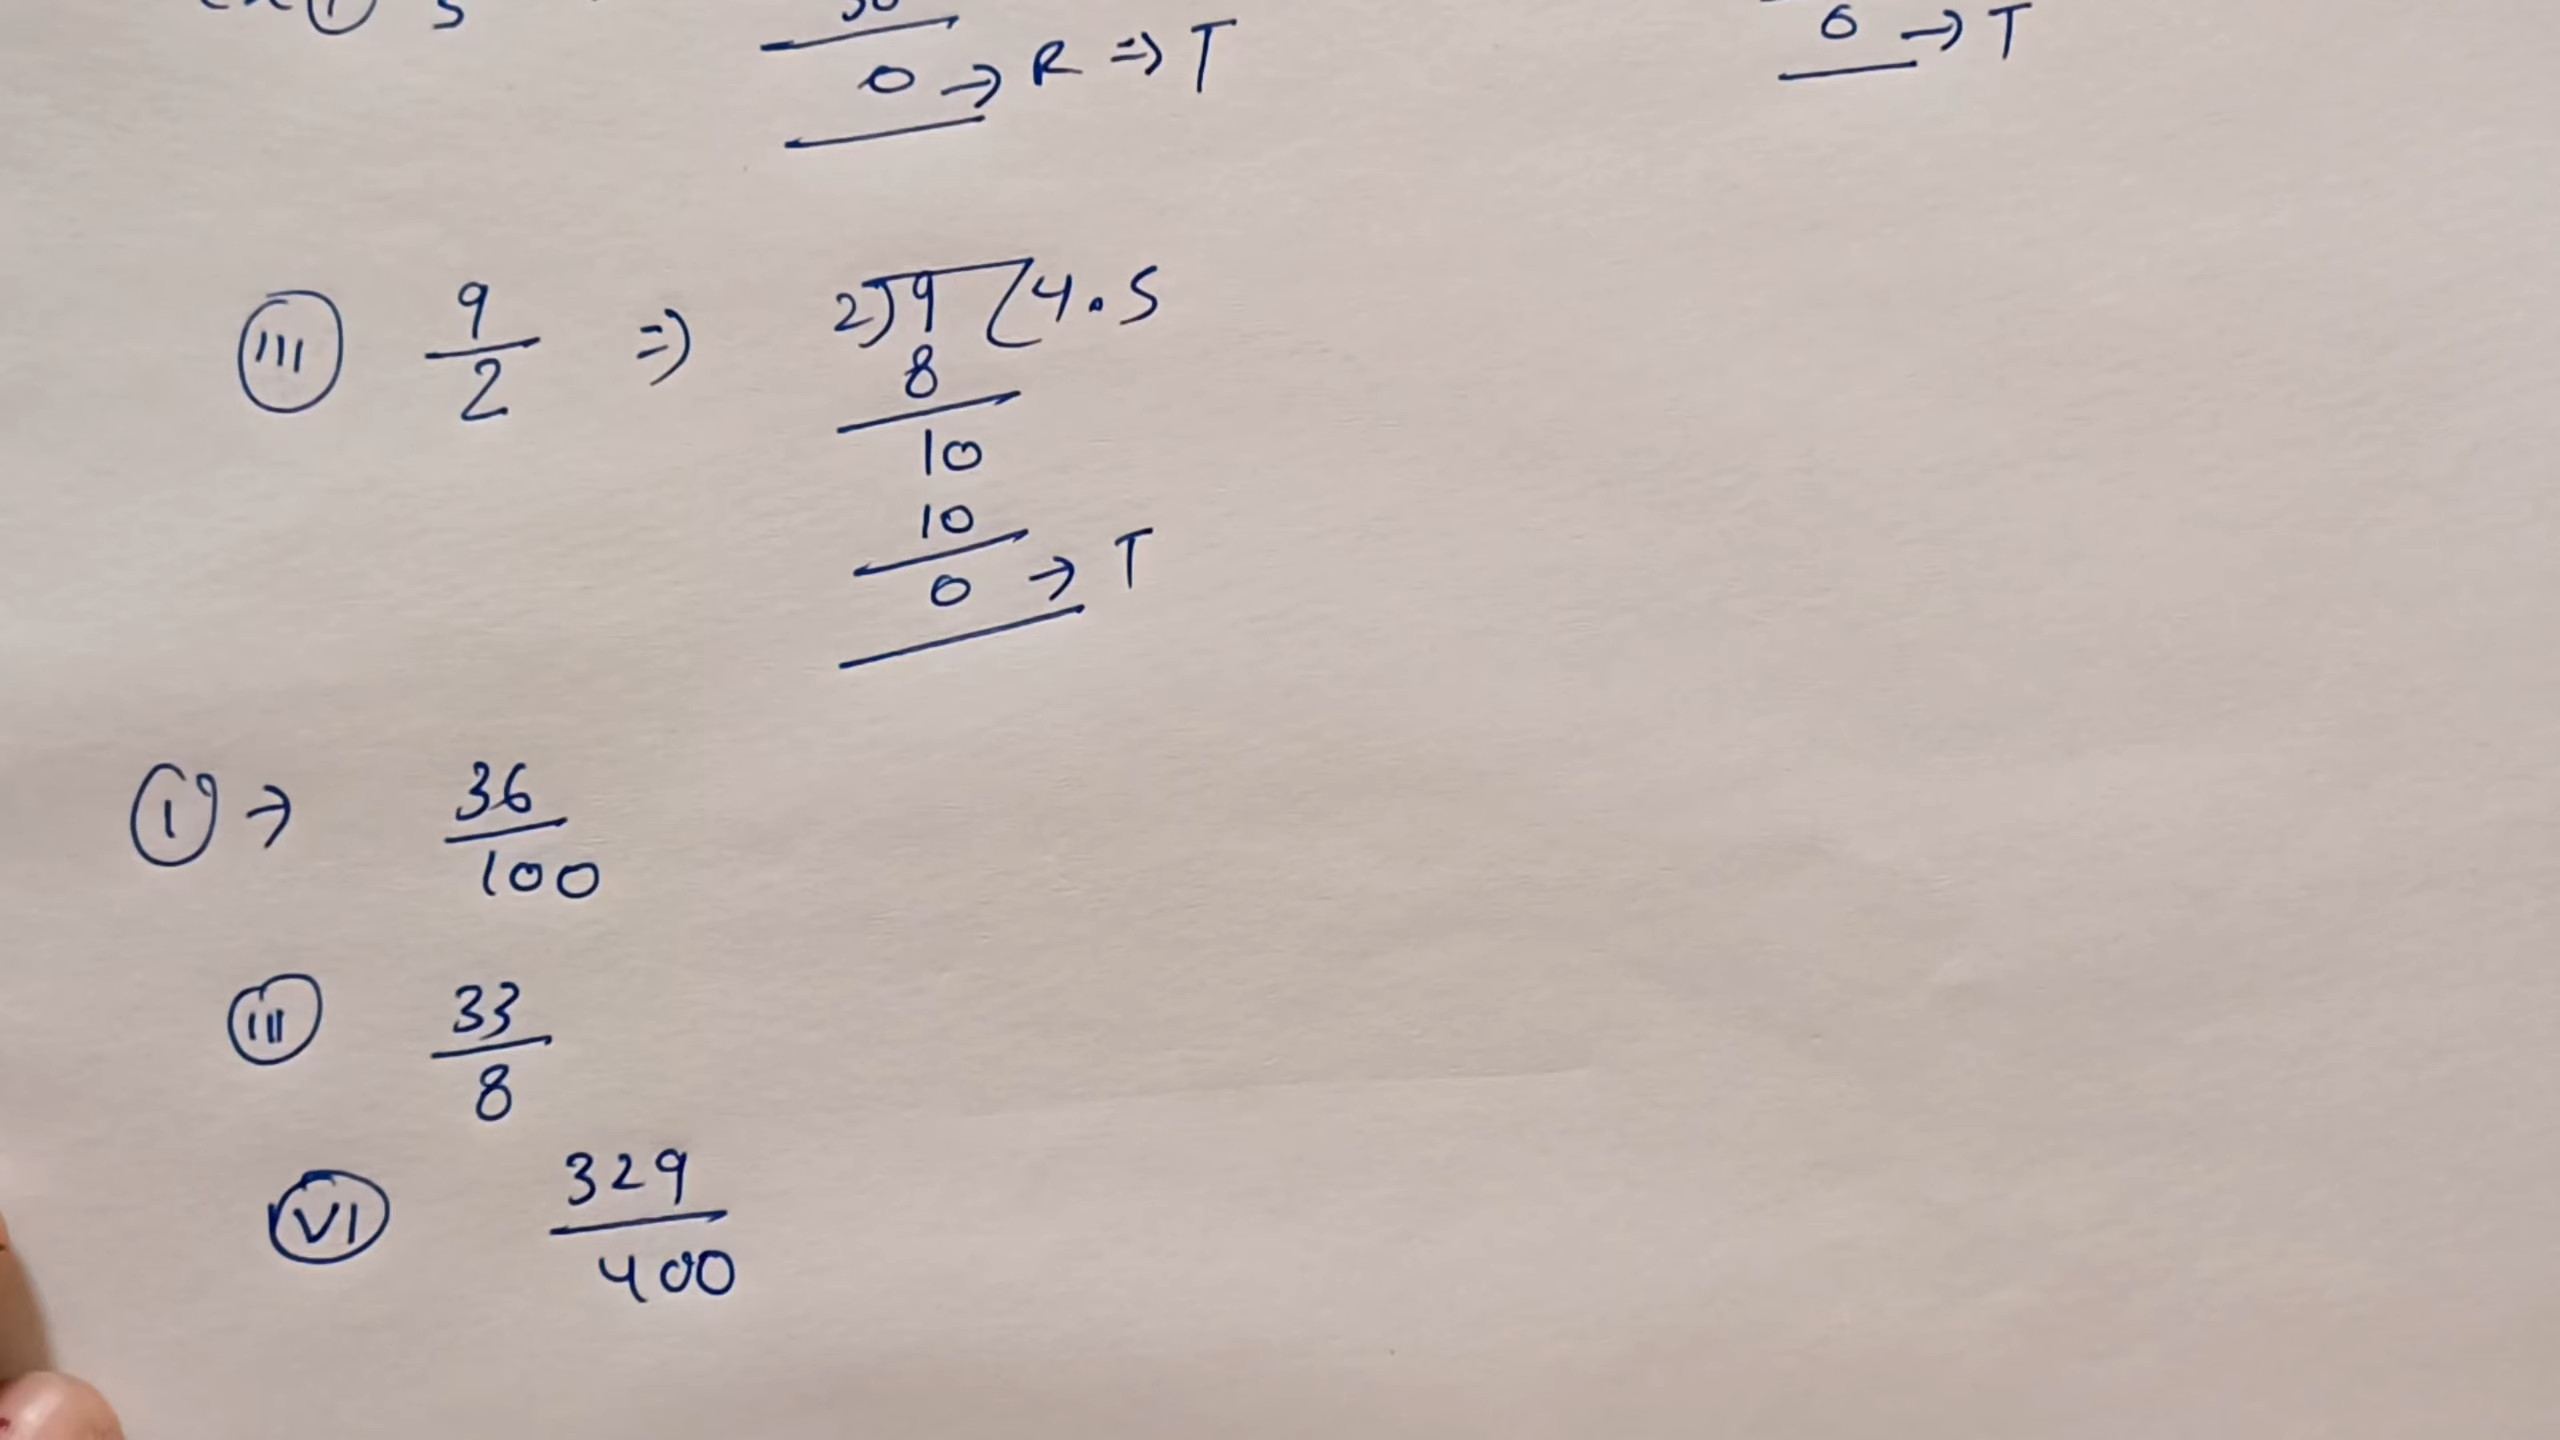 0 → R => T
0 → T
(iii) 9/2 => 2)9(4.5
8
10
10
0 → T
(i) → 36/100
(iii) 33/8
(vi) 329/400